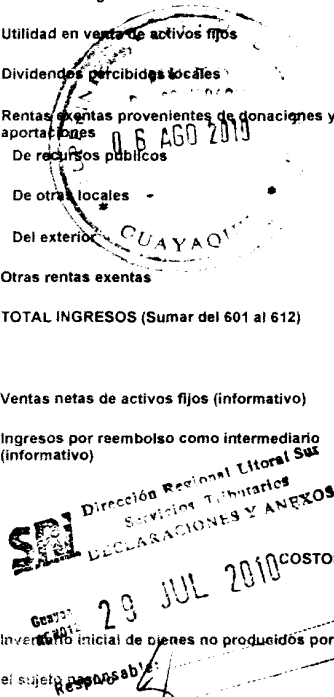 Utilidad en venta de activos fijos
Dividendos percibidos locales
Rentas exentas provenientes de donaciones y
aportaciones
06 AGO 2010
De recursos públicos
De otras locales
Del exterior
GUAYAQUI
Otras rentas exentas
TOTAL INGRESOS (Sumar del 601 al 612)
Ventas netas de activos fijos (informativo)
Ingresos por reembolso como intermediario
(informativo)
SRI Dirección Regional Litoral Sur
Servicios Tributarios
DECLARACIONES Y ANEXOS
COSTO
29 JUL 2010
Inventario inicial de bienes no producidos por
el sujeto pasivo
Responsable: